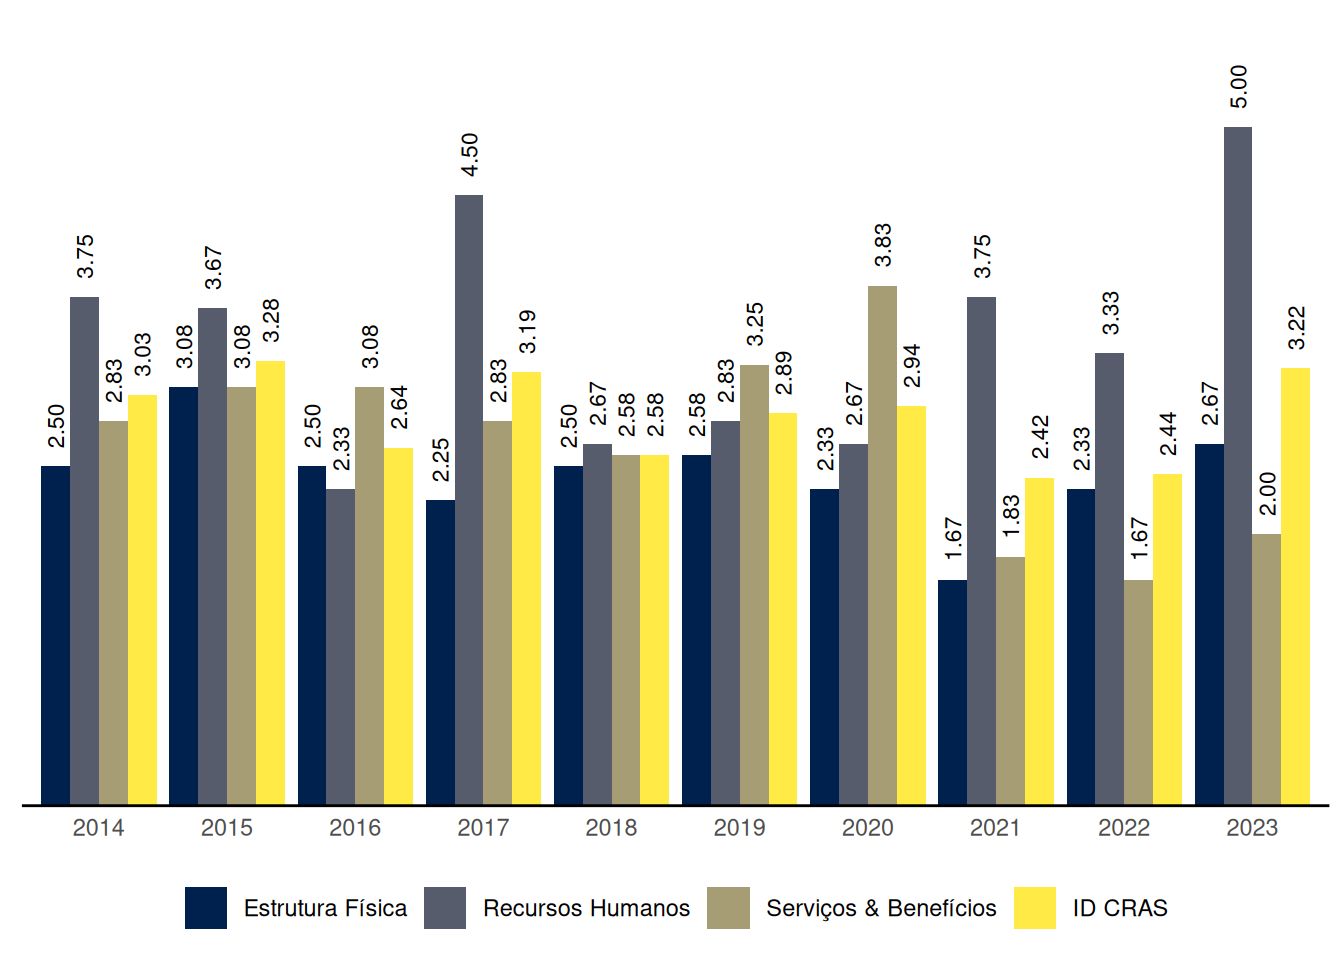 2.50 3.75 2.83 3.03
3.08 3.67 3.08 3.28
2.50 2.33 3.08 2.64
2.25 4.50 2.83 3.19
2.50 2.67 2.58 2.58
2.58 2.83 3.25 2.89
2.33 2.67 3.83 2.94
1.67 3.75 1.83 2.42
2.33 3.33 1.67 2.44
2.67 5.00 2.00 3.22
2014 2015 2016 2017 2018 2019 2020 2021 2022 2023
Estrutura Física Recursos Humanos Serviços & Benefícios ID CRAS